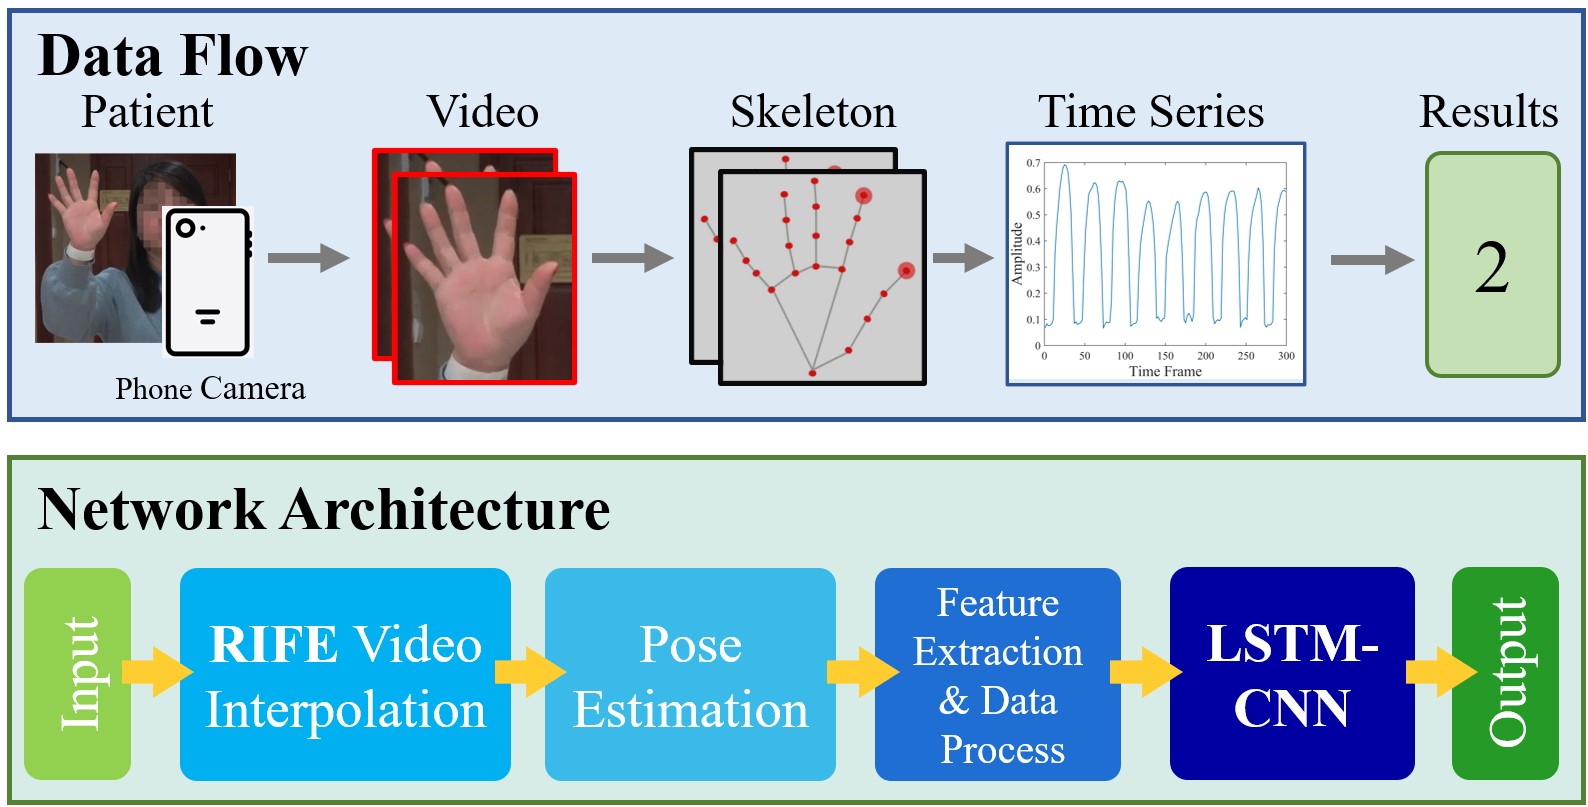 Data Flow
Patient
Video
Skeleton
Time Series
Results
Phone Camera
0.7
0.6
0.5
0.4
0.3
0.2
0.1
0
Amplitude
0 50 100 150 200 250 300
Time Frame
2
Network Architecture
Input
RIFE Video
Interpolation
Pose
Estimation
Feature
Extraction
& Data
Process
LSTM-
CNN
Output